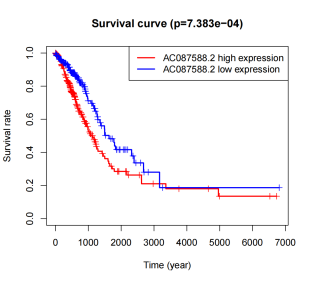 Survival curve (p=7.383e−04)
AC087588.2 high expression
AC087588.2 low expression
Survival rate
1.0
0.8
0.6
0.4
0.2
0.0
0 1000 2000 3000 4000 5000 6000 7000
Time (year)